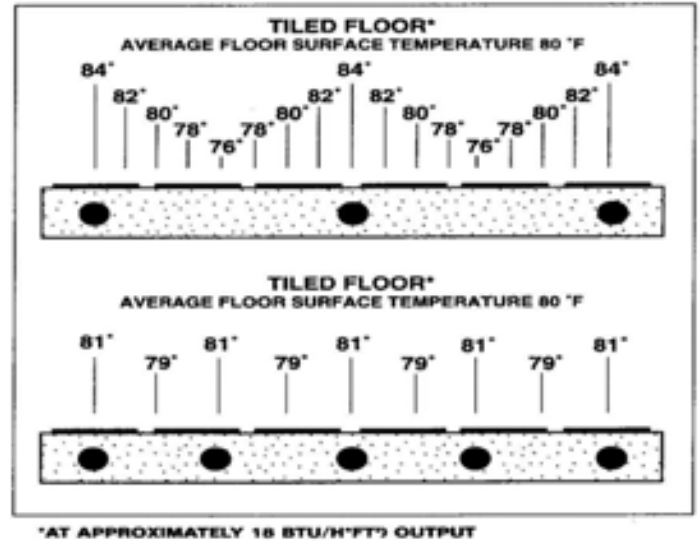 TILED FLOOR*
AVERAGE FLOOR SURFACE TEMPERATURE 80 °F
84° 84° 84°
82° 82° 82° 82°
80° 80° 80° 80°
78° 78° 78° 78°
76° 76°
TILED FLOOR*
AVERAGE FLOOR SURFACE TEMPERATURE 80 °F
81° 81° 81° 81° 81°
79° 79° 79° 79°
*AT APPROXIMATELY 18 BTU/H*FT²) OUTPUT